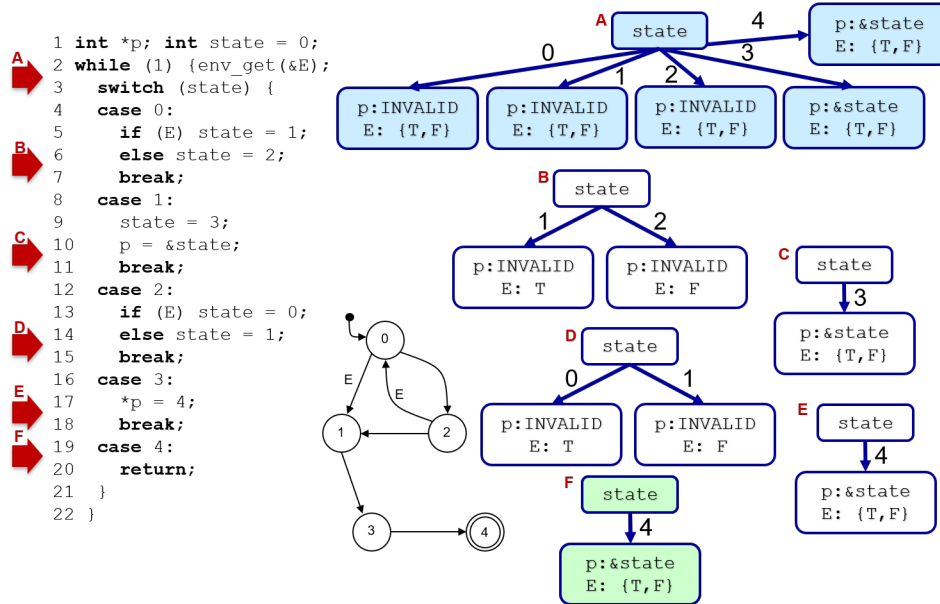 1 int *p; int state = 0;
2 while (1) {env_get(&E);
3 switch (state) {
4 case 0:
5 if (E) state = 1;
6 else state = 2;
7 break;
8 case 1:
9 state = 3;
10 p = &state;
11 break;
12 case 2:
13 if (E) state = 0;
14 else state = 1;
15 break;
16 case 3:
17 *p = 4;
18 break;
19 case 4:
20 return;
21 }
22 }
A
B
C
D
E
F
A
state
0
1
2
3
4
p:INVALID
E: {T,F}
p:INVALID
E: {T,F}
p:INVALID
E: {T,F}
p:&state
E: {T,F}
p:&state
E: {T,F}
B
state
1
2
p:INVALID
E: T
p:INVALID
E: F
C
state
3
p:&state
E: {T,F}
D
state
0
1
p:INVALID
E: T
p:INVALID
E: F
E
state
4
p:&state
E: {T,F}
F
state
4
p:&state
E: {T,F}
0
E
E
1
2
3
4